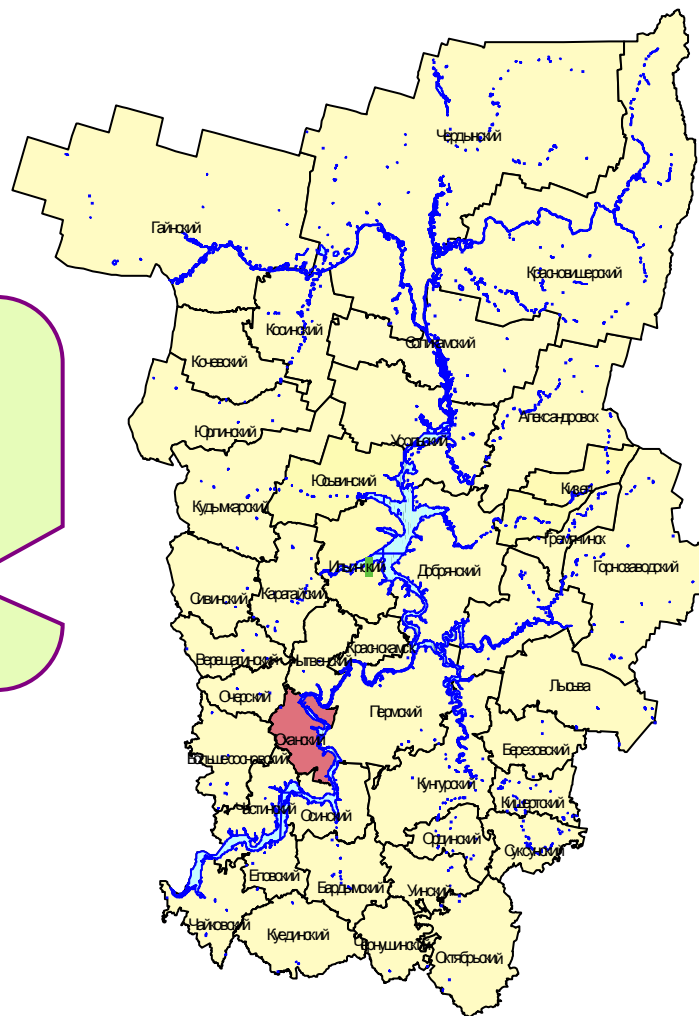 Чердынский
Гайнский
Красновишерский
Косинский
Соликамский
Кочевский
Александровск
Юрлинский
Усольский
Юсьвинский
Кизел
Кудымкарский
Гремячинск
Ильинский
Добрянский
Горнозаводский
Сивинский
Карагайский
Краснокамск
Верещагинский
Нытвенский
Лысьва
Очерский
Пермский
Оханский
Березовский
Большесосновский
Кунгурский
Кишертский
Частинский
Осинский
Ординский
Суксунский
Еловский
Бардымский
Уинский
Чайковский
Куединский
Чернушинский
Октябрьский